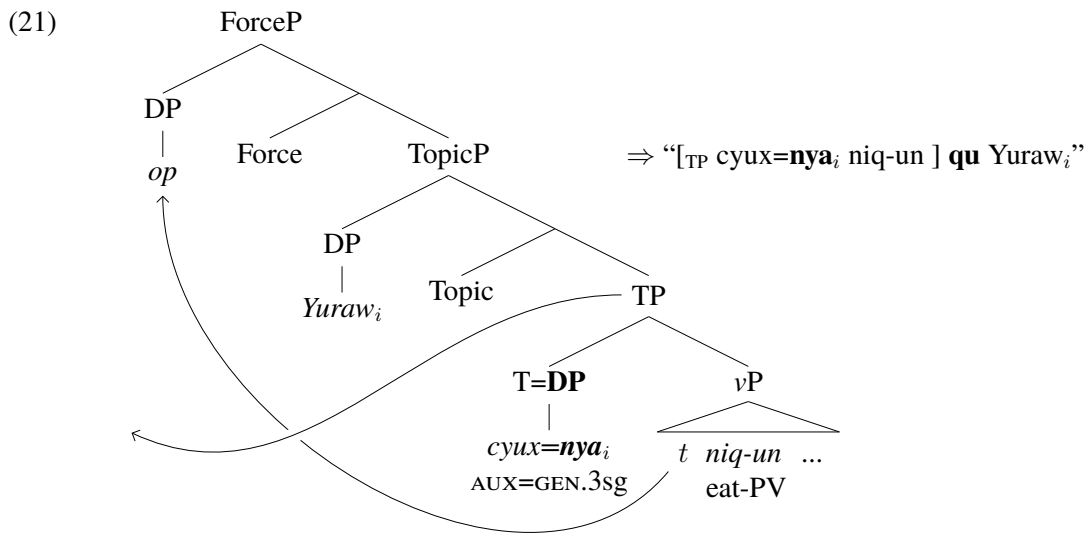 (21)
ForceP
DP
op
Force
TopicP
⇒ “[TP cyux=nyai niq-un ] qu Yurawi”
DP
Yurawi
Topic
TP
T=DP
vP
cyux=nyai
t niq-un ...
AUX=GEN.3sg
eat-PV